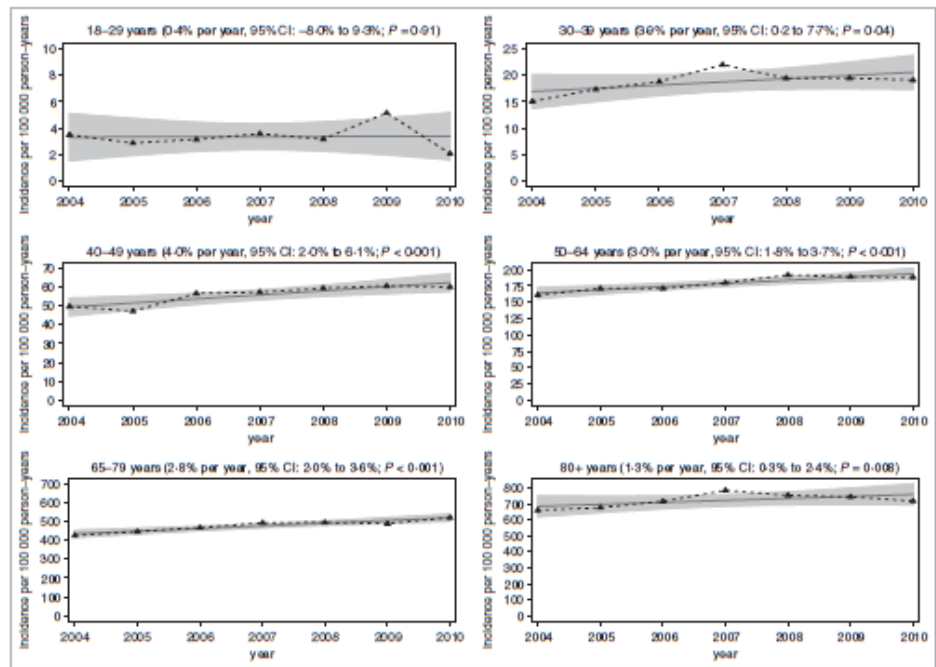 18–29 years (0·4% per year, 95% CI: –8·0% to 9·3%; P = 0·91)
Incidence per 100 000 person–years
10
8
6
4
2
0
2004 2005 2006 2007 2008 2009 2010
year
30–39 years (3·9% per year, 95% CI: 0·2 to 7·7%; P = 0·04)
Incidence per 100 000 person–years
25
20
15
10
5
0
2004 2005 2006 2007 2008 2009 2010
year
40–49 years (4·0% per year, 95% CI: 2·0% to 6·1%; P < 0·001)
Incidence per 100 000 person–years
70
60
50
40
30
20
10
0
2004 2005 2006 2007 2008 2009 2010
year
50–64 years (3·0% per year, 95% CI: 1·8% to 3·7%; P < 0·001)
Incidence per 100 000 person–years
200
175
150
125
100
75
50
25
0
2004 2005 2006 2007 2008 2009 2010
year
65–79 years (2·8% per year, 95% CI: 2·0% to 3·6%; P < 0·001)
Incidence per 100 000 person–years
700
600
500
400
300
200
100
0
2004 2005 2006 2007 2008 2009 2010
year
80+ years (1·3% per year, 95% CI: 0·3% to 2·4%; P = 0·008)
Incidence per 100 000 person–years
800
700
600
500
400
300
200
100
0
2004 2005 2006 2007 2008 2009 2010
year